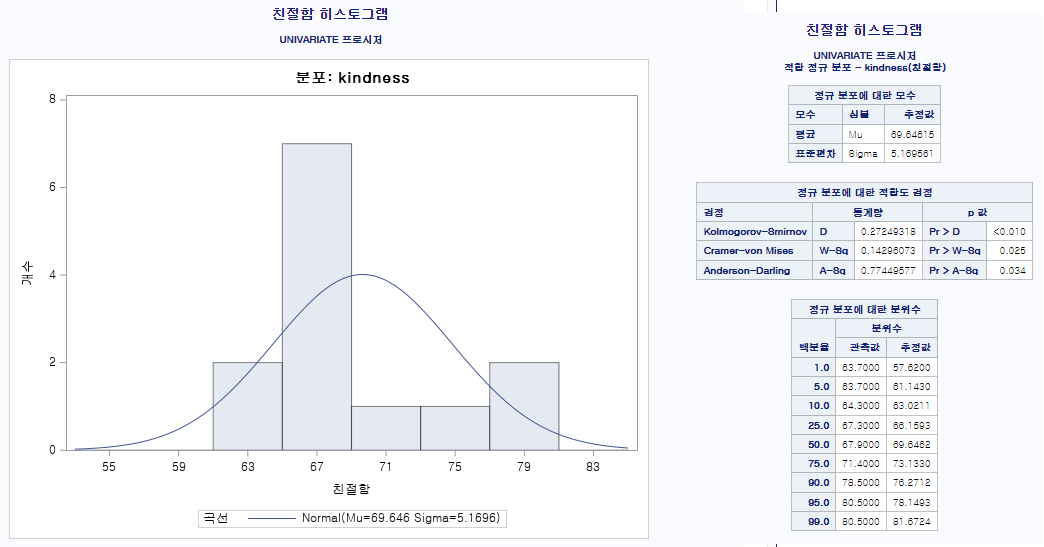 친절함 히스토그램
UNIVARIATE 프로시저
분포: kindness
8
6
4
2
0
개수
55 59 63 67 71 75 79 83
친절함
곡선 Normal(Mu=69.646 Sigma=5.1696)
친절함 히스토그램
UNIVARIATE 프로시저
적합 정규 분포 - kindness(친절함)
정규 분포에 대한 모수
모수 심볼 추정값
평균 Mu 69.64615
표준편차 Sigma 5.169561
정규 분포에 대한 적합도 검정
검정 통계량 p 값
Kolmogorov-Smirnov D 0.27249318 Pr > D <0.010
Cramer-von Mises W-Sq 0.14296073 Pr > W-Sq 0.025
Anderson-Darling A-Sq 0.77449577 Pr > A-Sq 0.034
정규 분포에 대한 분위수
분위수
백분율 관측값 추정값
1.0 63.7000 57.6200
5.0 63.7000 61.1430
10.0 64.3000 63.0211
25.0 67.3000 66.1593
50.0 67.9000 69.6462
75.0 71.4000 73.1330
90.0 78.5000 76.2712
95.0 80.5000 78.1493
99.0 80.5000 81.6724